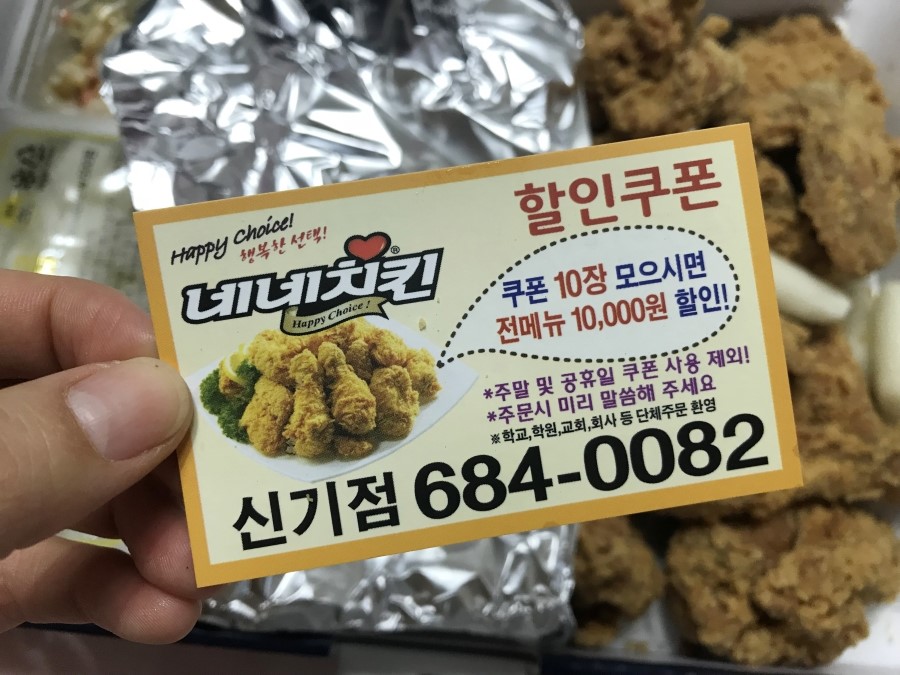 Happy Choice!
행복한 선택!
네네치킨®
Happy Choice!
할인쿠폰
쿠폰 10장 모으시면
전메뉴 10,000원 할인!
*주말 및 공휴일 쿠폰 사용 제외!
*주문시 미리 말씀해 주세요
※학교,학원,교회,회사 등 단체주문 환영
신기점 684-0082